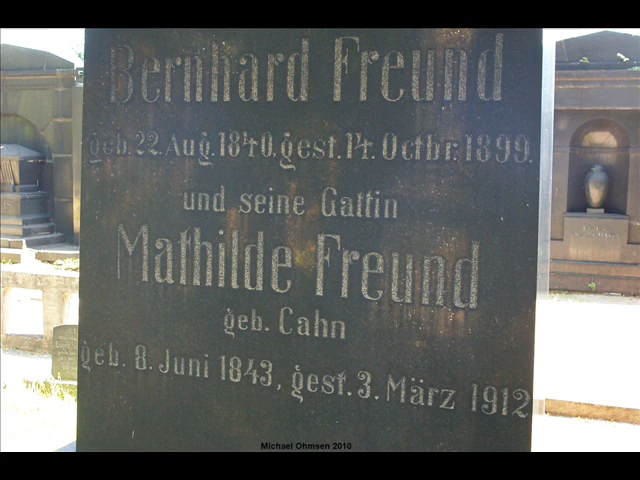 Bernhard Freund
geb. 22. Aug. 1840, gest. 14. Octbr. 1899.
und seine Gattin
Mathilde Freund
geb. Cahn
geb. 8. Juni 1843, gest. 3. März 1912
Michael Ohmsen 2010